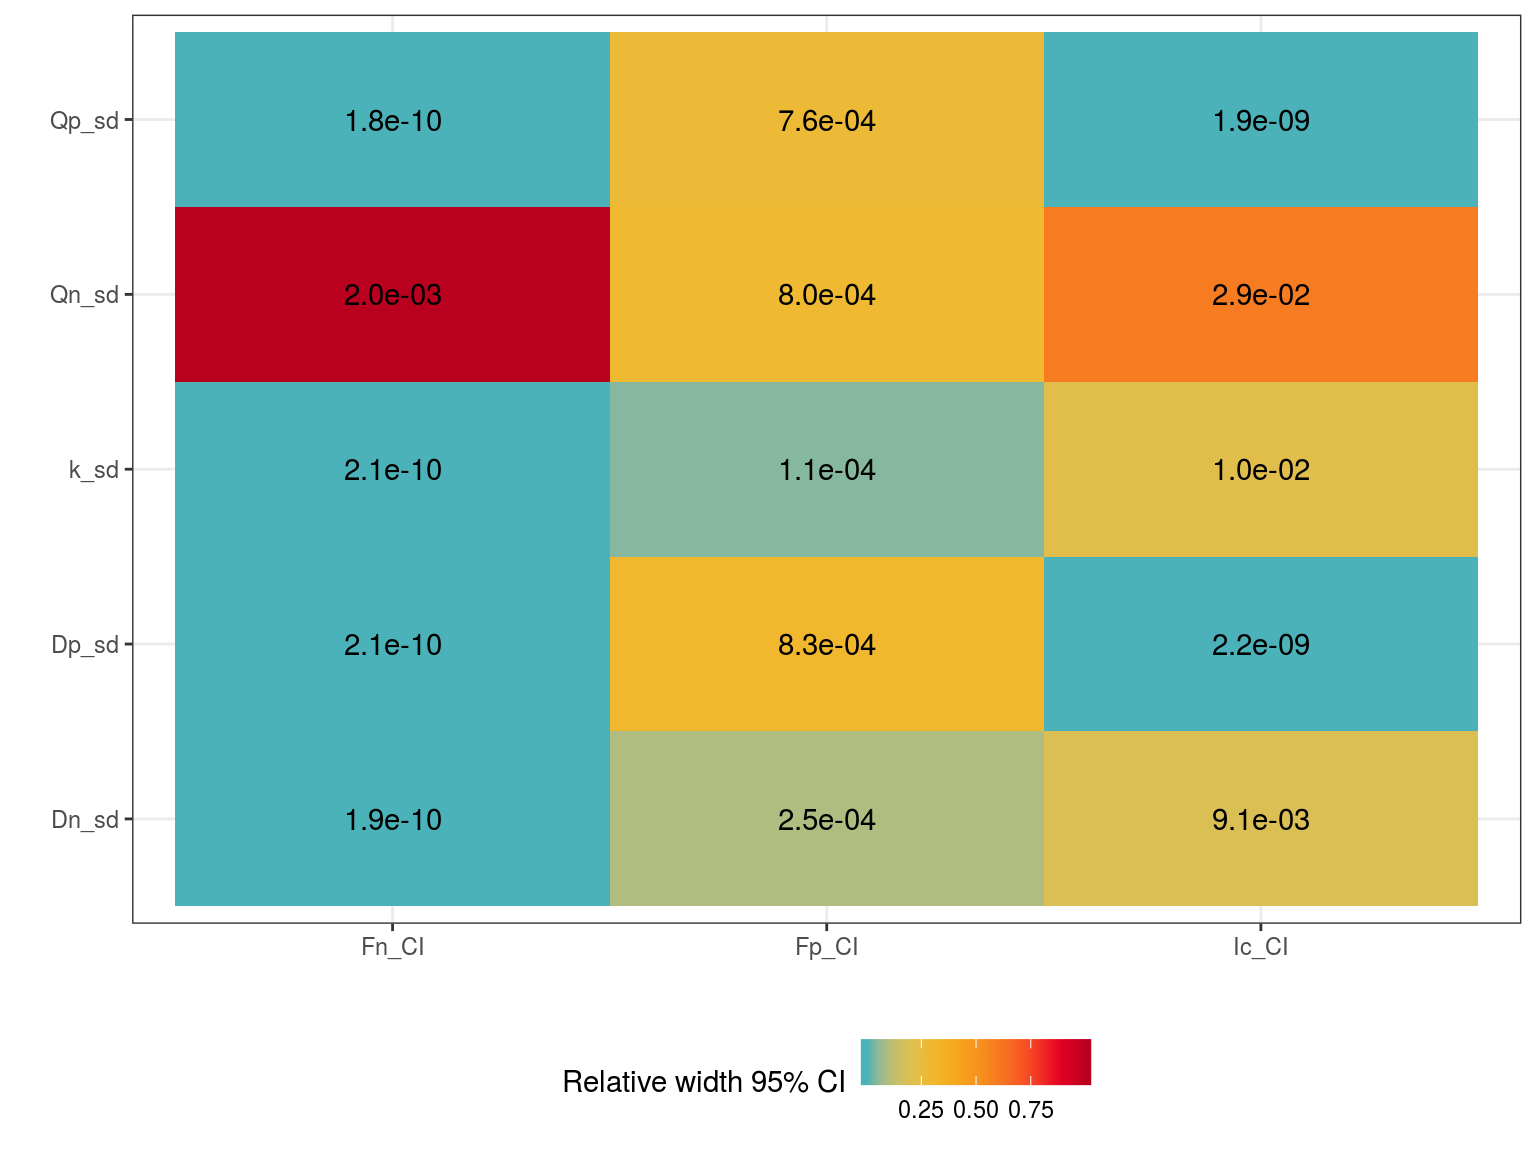 Qp_sd 1.8e-10 7.6e-04 1.9e-09
Qn_sd 2.0e-03 8.0e-04 2.9e-02
k_sd 2.1e-10 1.1e-04 1.0e-02
Dp_sd 2.1e-10 8.3e-04 2.2e-09
Dn_sd 1.9e-10 2.5e-04 9.1e-03
Fn_CI Fp_CI Ic_CI
Relative width 95% CI
0.25 0.50 0.75